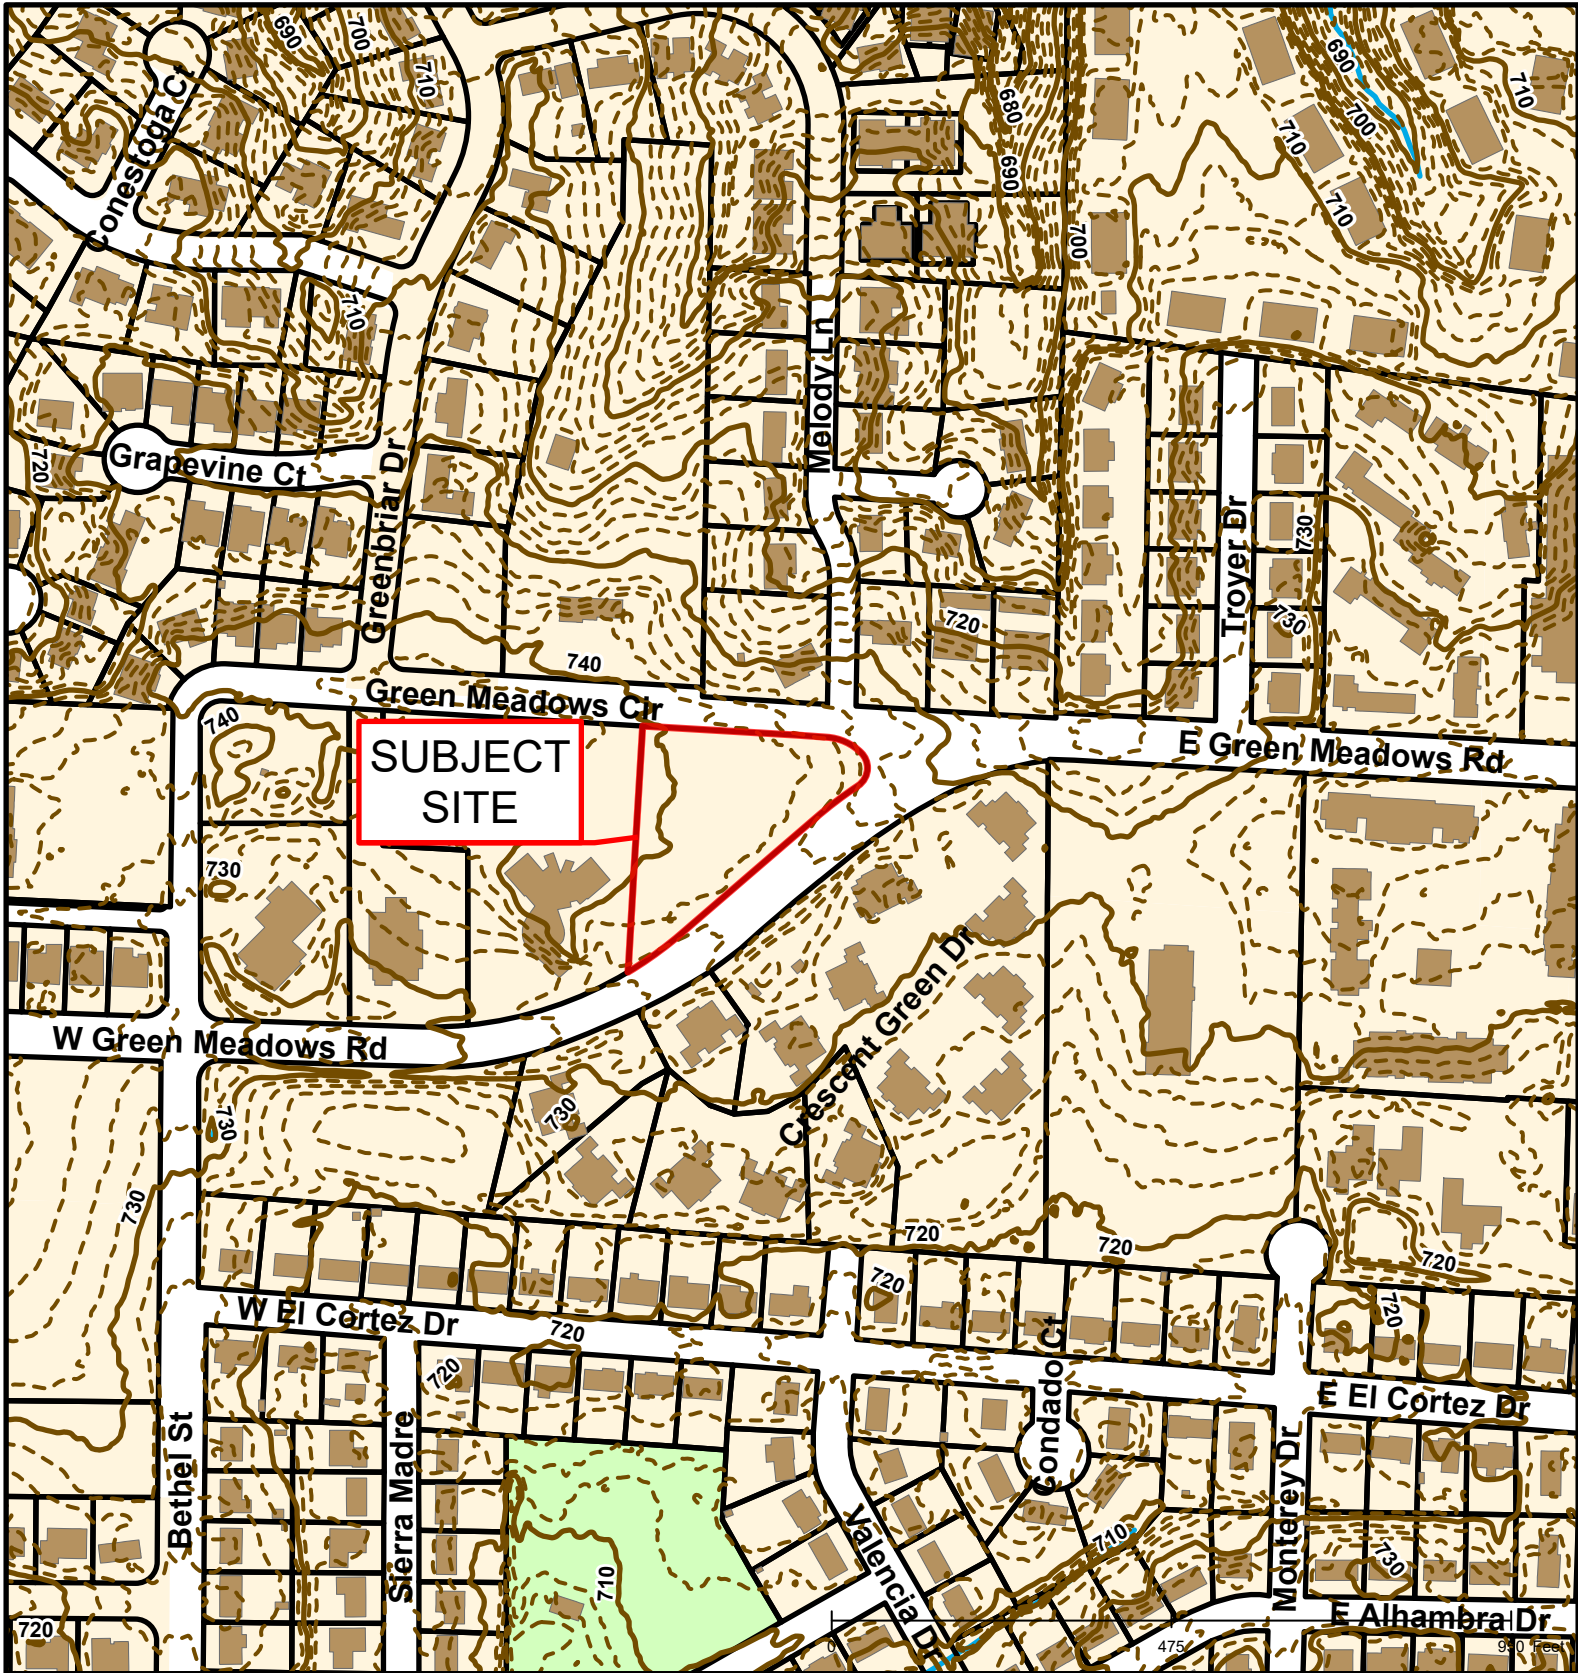 690
700
710
680
690
700
690
700
710
710
710
Conestoga Ct
710
Melody Ln
720
Grapevine Ct
Greenbriar Dr
Troyer Dr
730
730
720
740
Green Meadows Cir
740
SUBJECT
SITE
E Green Meadows Rd
730
Crescent Green Dr
W Green Meadows Rd
730
730
730
720
720
720
720
W El Cortez Dr
720
720
720
Condado Ct
E El Cortez Dr
Bethel St
Sierra Madre
Valencia Dr
Monterey Dr
710
710
730
720
E Alhambra Dr
0
475
950 Feet